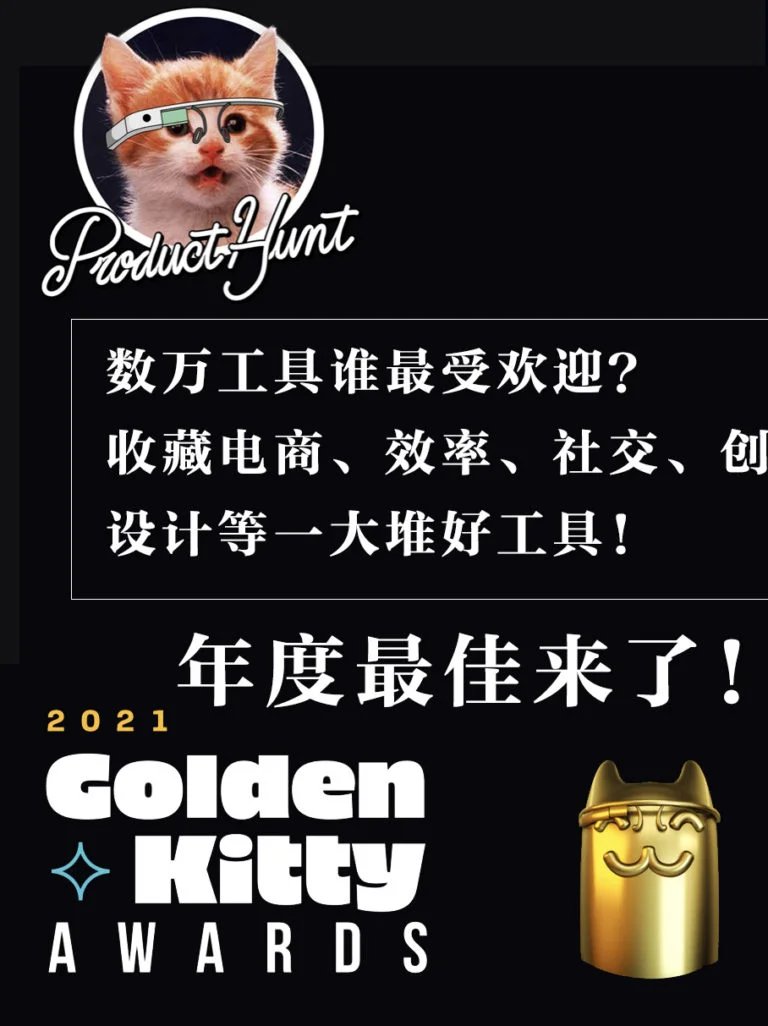 Product Hunt
数万工具谁最受欢迎？
收藏电商、效率、社交、创
设计等一大堆好工具！
年度最佳来了！
2021
Golden
Kitty
AWARDS